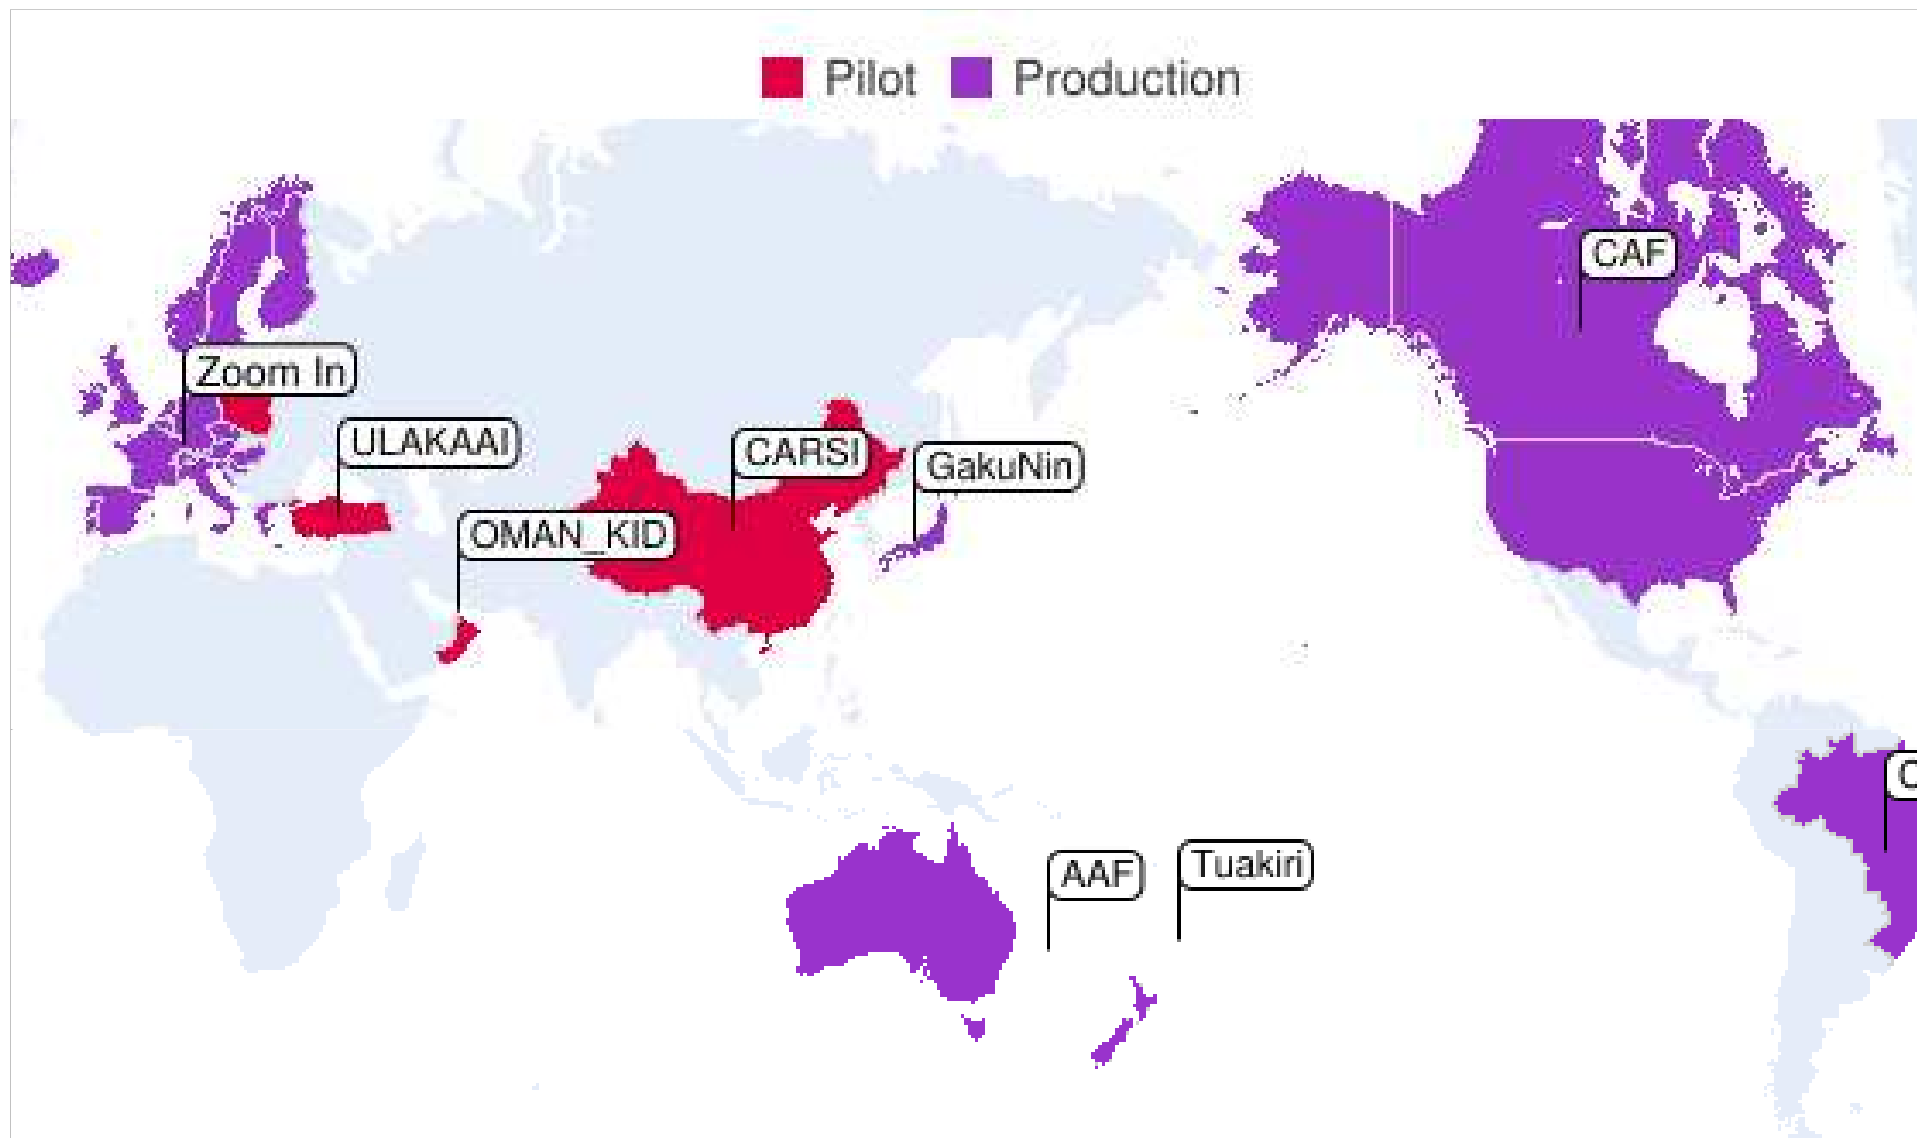 Pilot Production
CAF
Zoom In
ULAKAAI
CARSI
GakuNin
OMAN_KID
AAF
Tuakiri